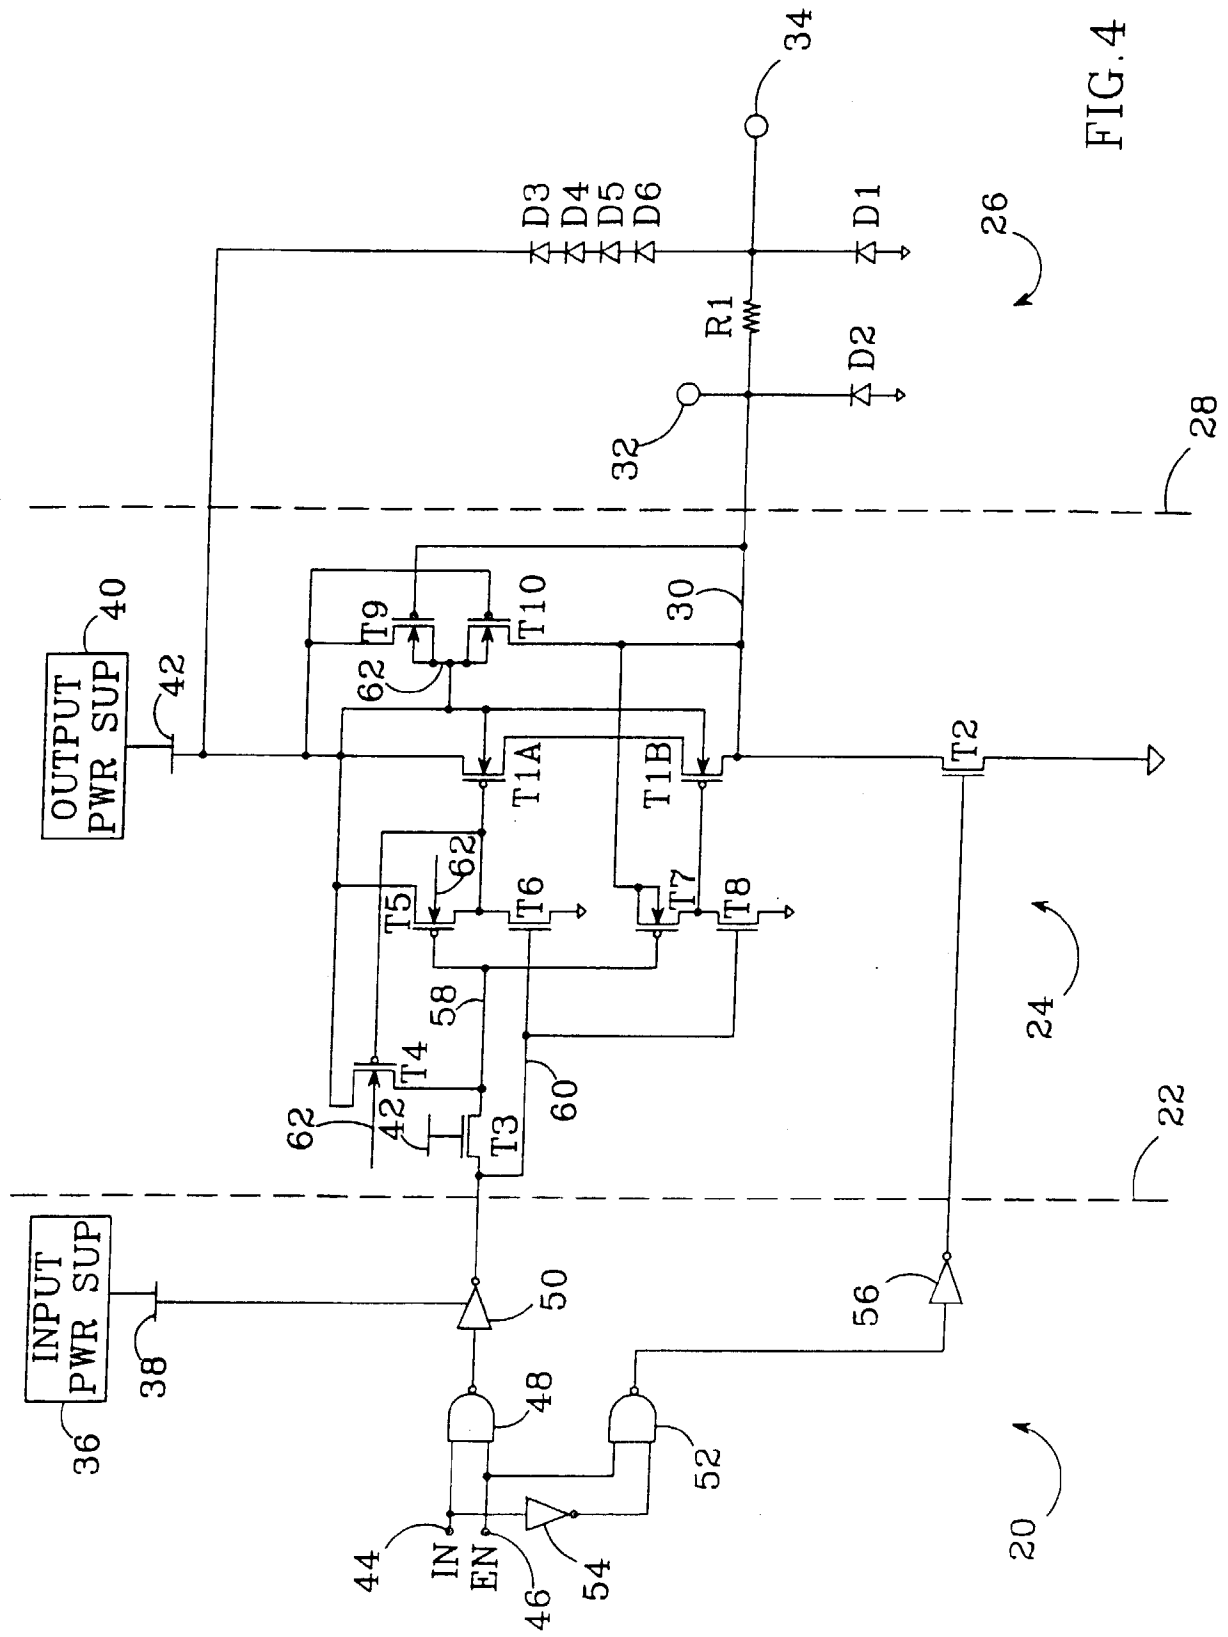 INPUT
PWR SUP
36
38
OUTPUT
PWR SUP
40
42
62
42
T4
T3
T5
62
T6
58
60
T1A
T9
62
T10
D3
D4
D5
D6
34
44
IN
EN
46
48
50
54
52
56
T7
T8
T1B
30
32
R1
D2
D1
T2
20
22
24
26
28
FIG.4